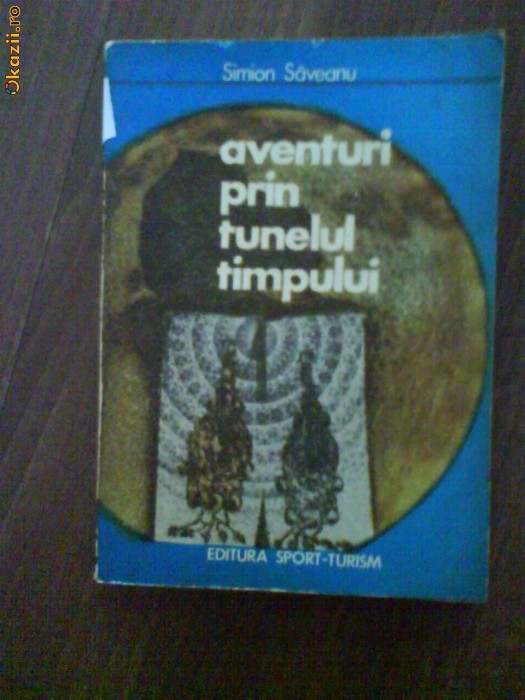 Okazii.ro
Simion Săveanu
aventuri
prin
tunelul
timpului
EDITURA SPORT-TURISM